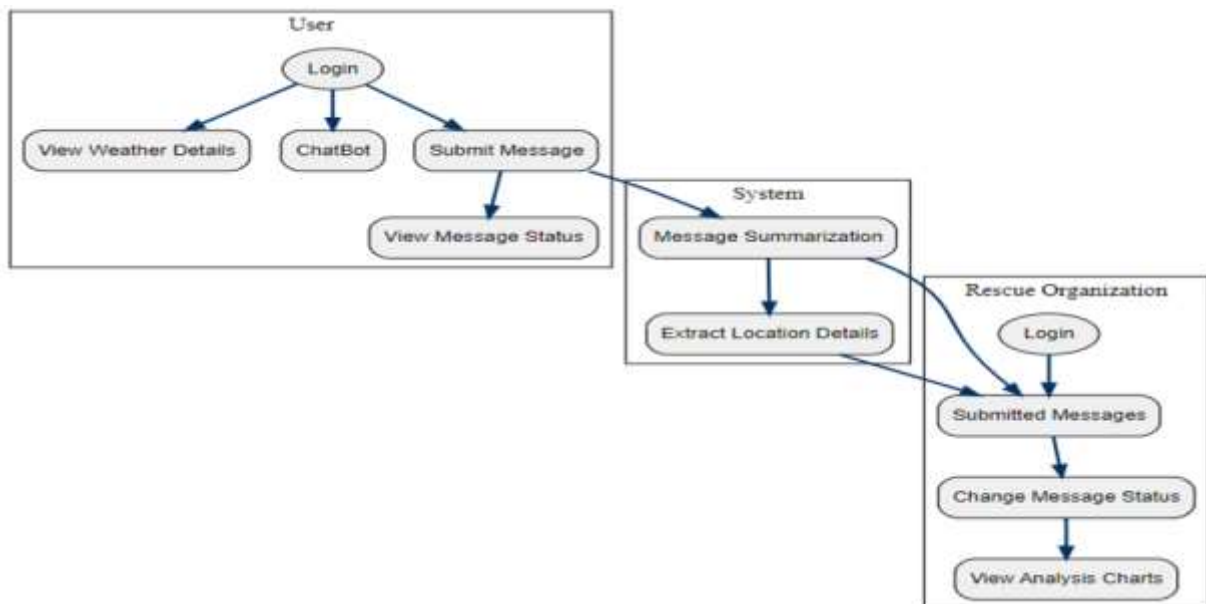 User
Login
View Weather Details
ChatBot
Submit Message
View Message Status
System
Message Summarization
Extract Location Details
Rescue Organization
Login
Submitted Messages
Change Message Status
View Analysis Charts